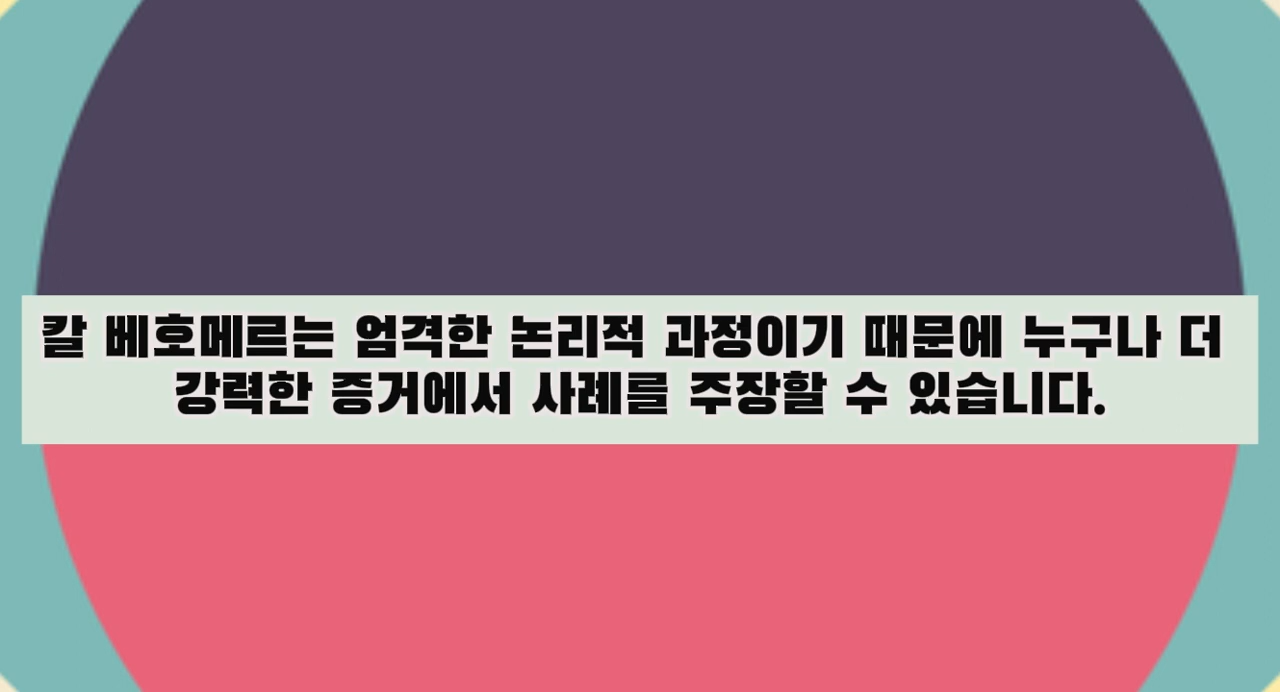 칼 베호메르는 엄격한 논리적 과정이기 때문에 누구나 더
강력한 증거에서 사례를 주장할 수 있습니다.